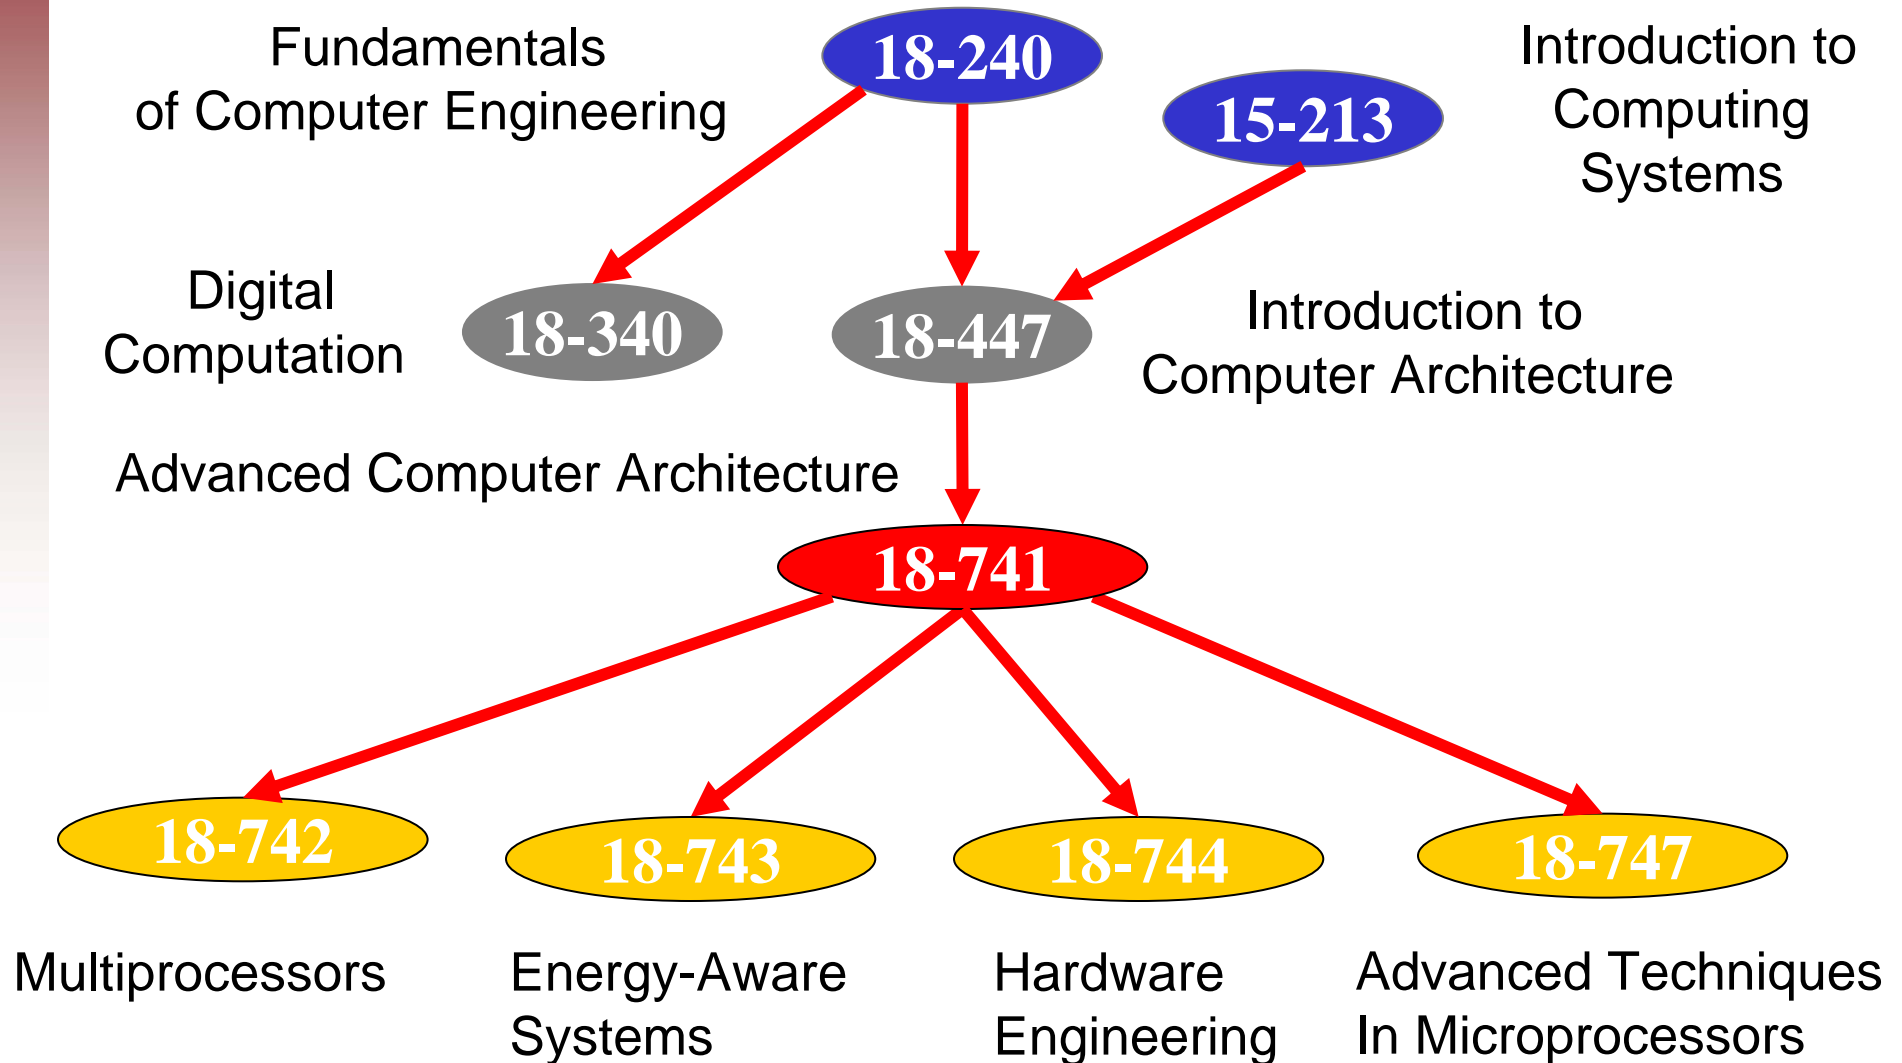 Fundamentals
of Computer Engineering
18-240
15-213
Introduction to
Computing
Systems
Digital
Computation
18-340
18-447
Introduction to
Computer Architecture
Advanced Computer Architecture
18-741
18-742
18-743
18-744
18-747
Multiprocessors
Energy-Aware
Systems
Hardware
Engineering
Advanced Techniques
In Microprocessors